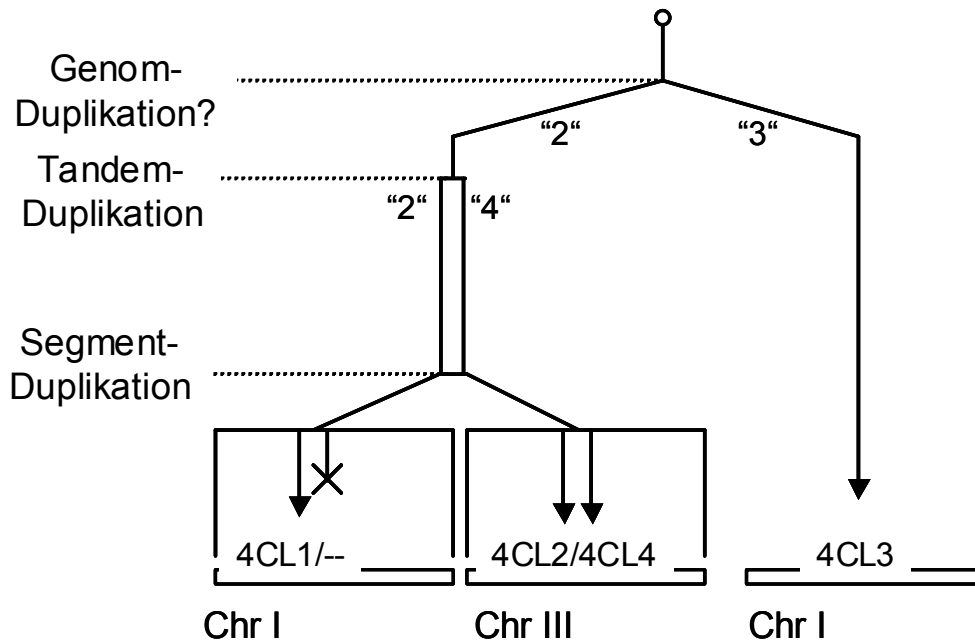 Genom-
Duplikation?
“2“
“3“
Tandem-
Duplikation
“2“
“4“
Segment-
Duplikation
4CL1/--
4CL2/4CL4
4CL3
Chr I
Chr III
Chr I